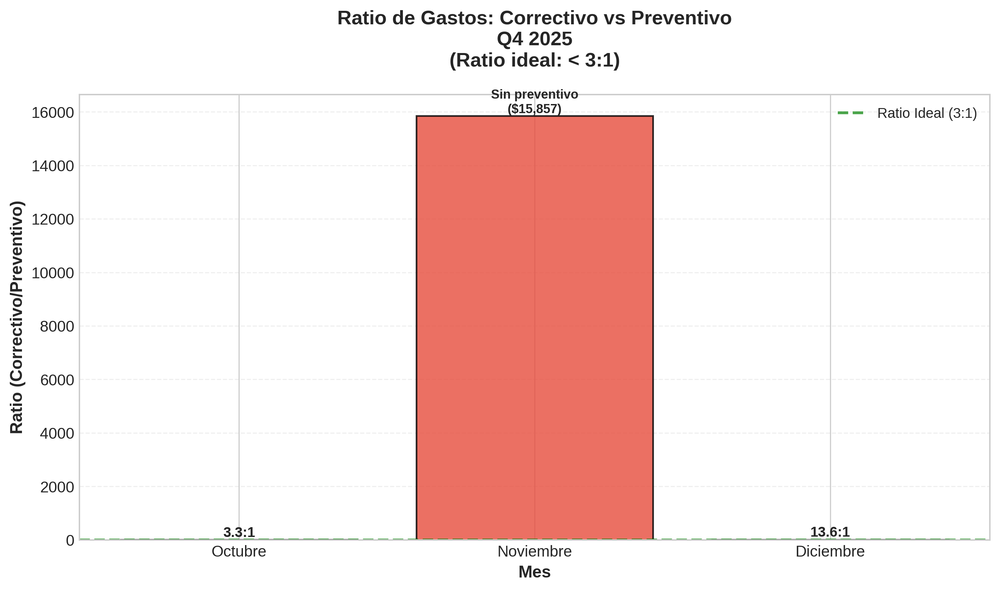 Ratio de Gastos: Correctivo vs Preventivo
Q4 2025
(Ratio ideal: < 3:1)
Sin preventivo
($15,857)
Ratio Ideal (3:1)
Ratio (Correctivo/Preventivo)
16000
14000
12000
10000
8000
6000
4000
2000
0
3.3:1
13.6:1
Octubre
Noviembre
Diciembre
Mes